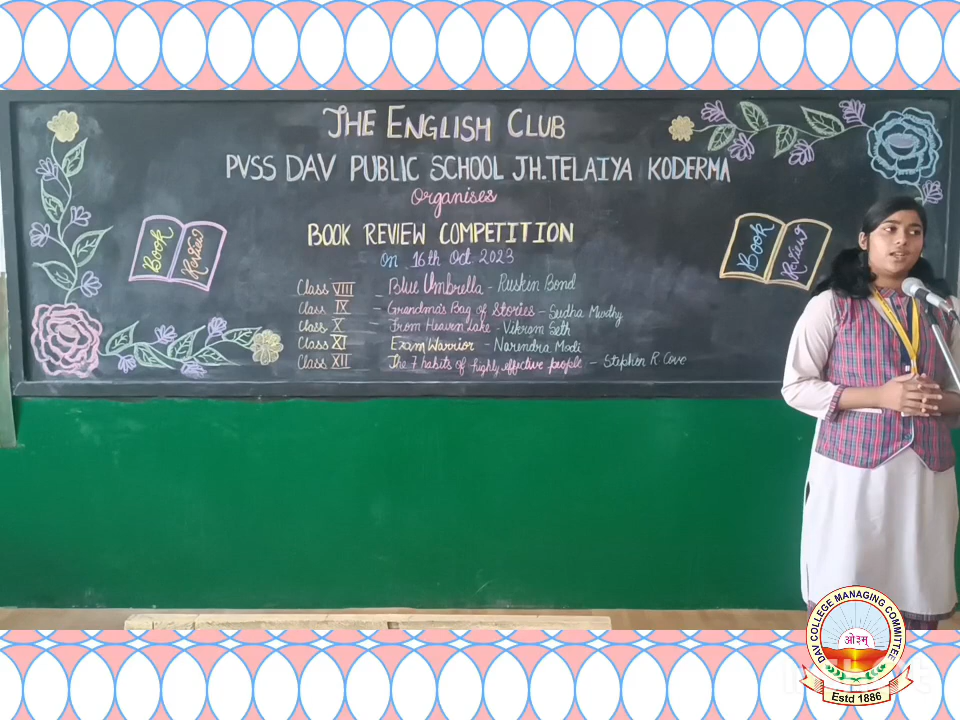 THE ENGLISH CLUB
PVSS DAV PUBLIC SCHOOL JH.TELAIYA KODERMA
Organises
BOOK REVIEW COMPETITION
On 16th Oct. 2023
Class VIII – Blue Umbrella – Ruskin Bond
Class IX – Grandma's Bag of Stories – Sudha Murthy
Class X – From Heaven Lake – Vikram Seth
Class XI – Exam Warrior – Narendra Modi
Class XII – The 7 habits of highly effective people – Stephen R Cove
Book Review
Book Review
DAV COLLEGE MANAGING COMMITTEE
ओ३म्
Estd 1886